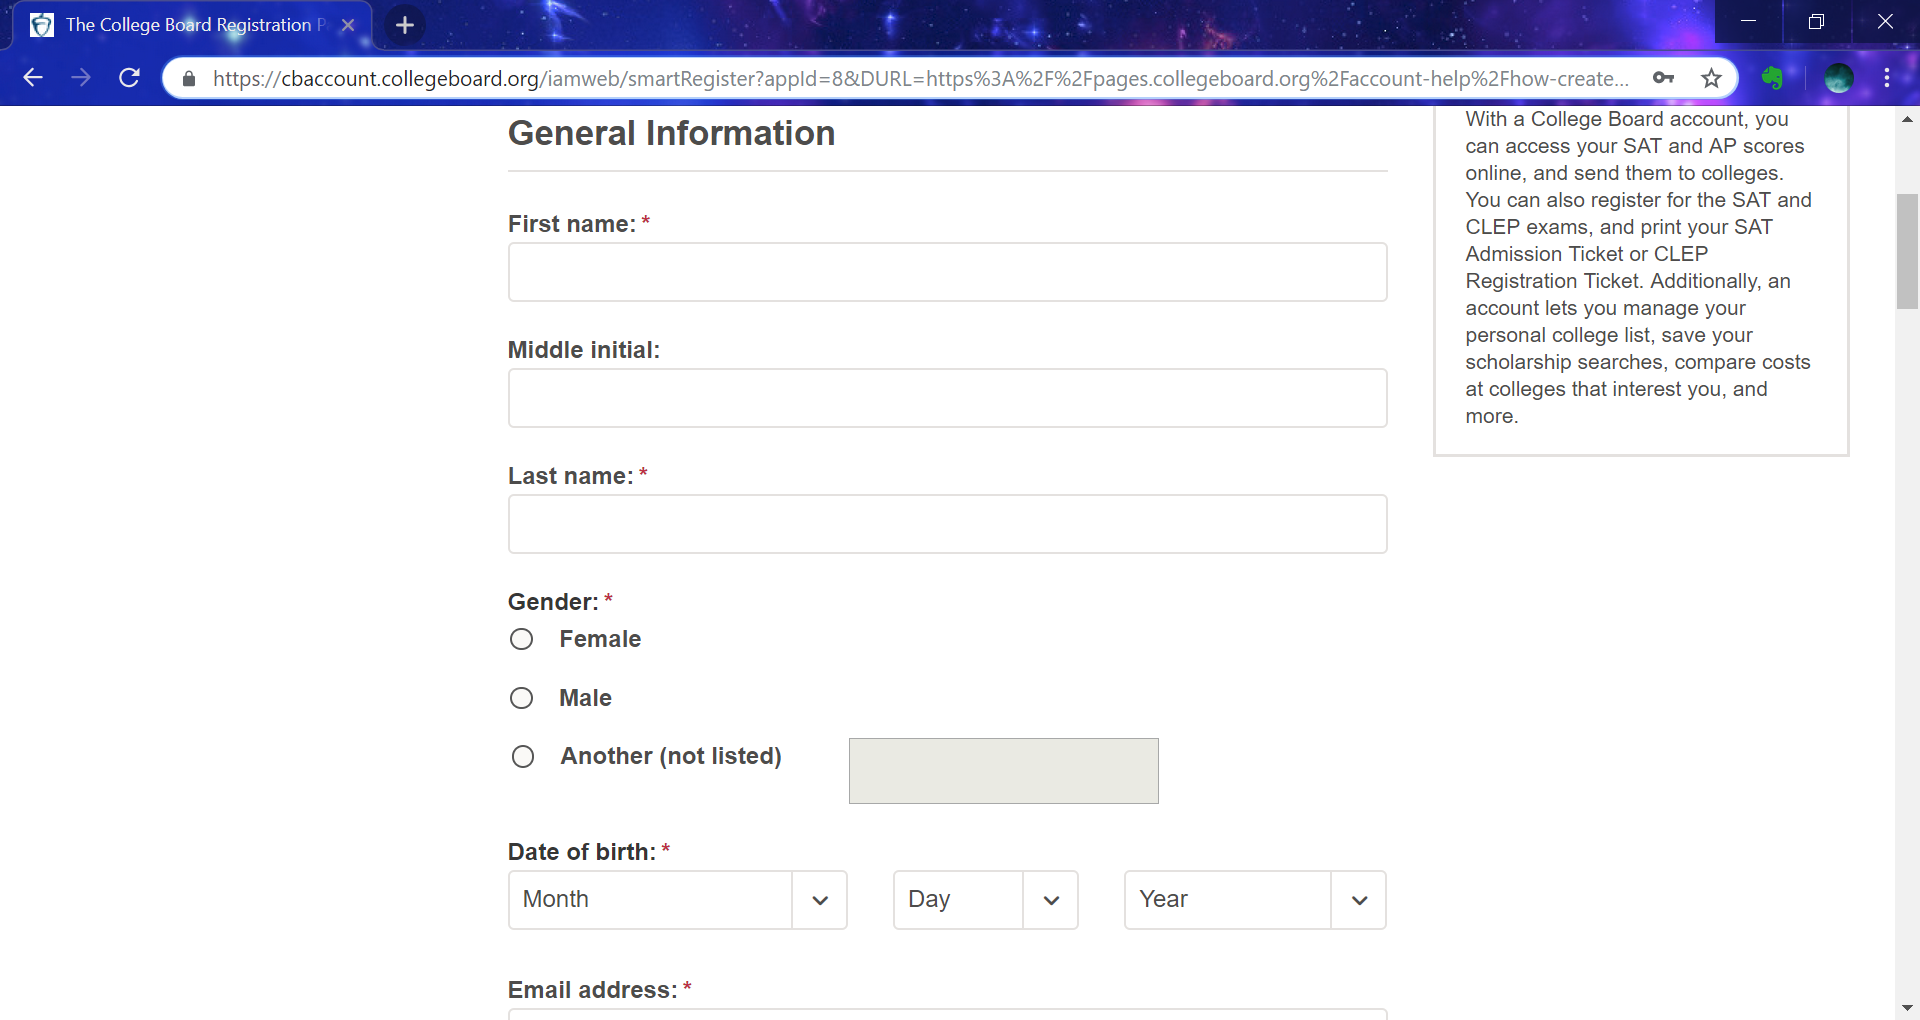 The College Board Registration P
https://cbaccount.collegeboard.org/iamweb/smartRegister?appId=8&DURL=https%3A%2F%2Fpages.collegeboard.org%2Faccount-help%2Fhow-create...
General Information
First name: *
Middle initial:
Last name: *
Gender: *
Female
Male
Another (not listed)
Date of birth: *
Month Day Year
Email address: *
With a College Board account, you
can access your SAT and AP scores
online, and send them to colleges.
You can also register for the SAT and
CLEP exams, and print your SAT
Admission Ticket or CLEP
Registration Ticket. Additionally, an
account lets you manage your
personal college list, save your
scholarship searches, compare costs
at colleges that interest you, and
more.